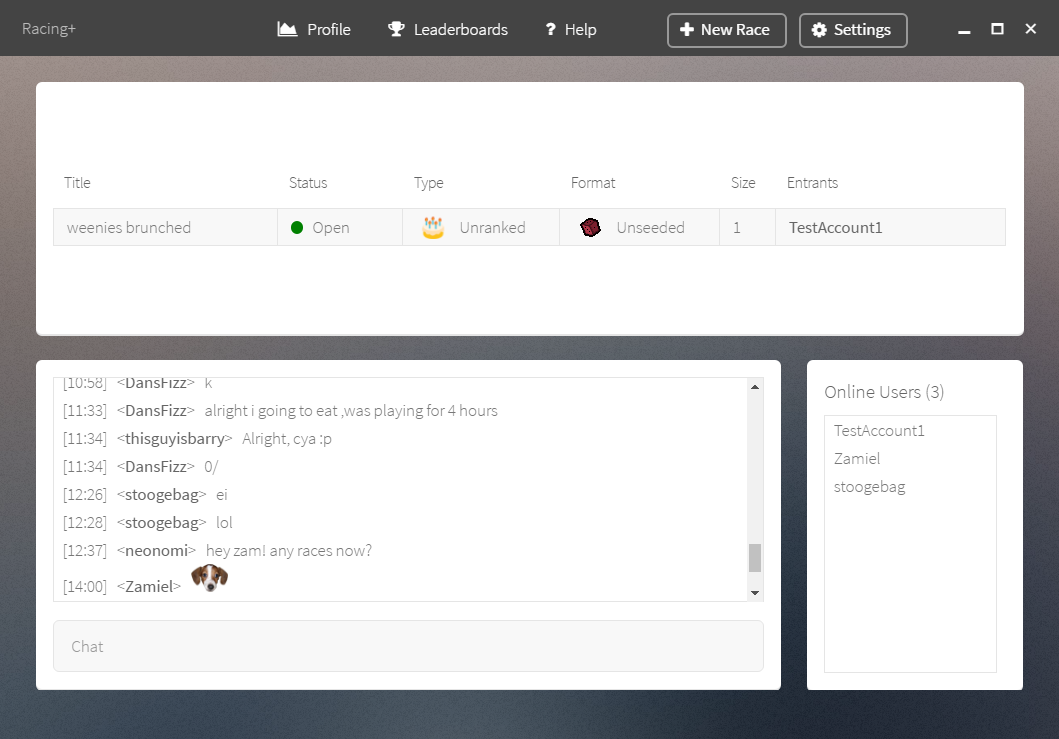 Racing+ Profile Leaderboards ? Help New Race Settings
Title Status Type Format Size Entrants
weenies brunched Open Unranked Unseeded 1 TestAccount1
[10:58] <DansFizz> k
[11:33] <DansFizz> alright i going to eat ,was playing for 4 hours
[11:34] <thisguyisbarry> Alright, cya :p
[11:34] <DansFizz> 0/
[12:26] <stoogebag> ei
[12:28] <stoogebag> lol
[12:37] <neonomi> hey zam! any races now?
[14:00] <Zamiel>
Chat
Online Users (3)
TestAccount1
Zamiel
stoogebag